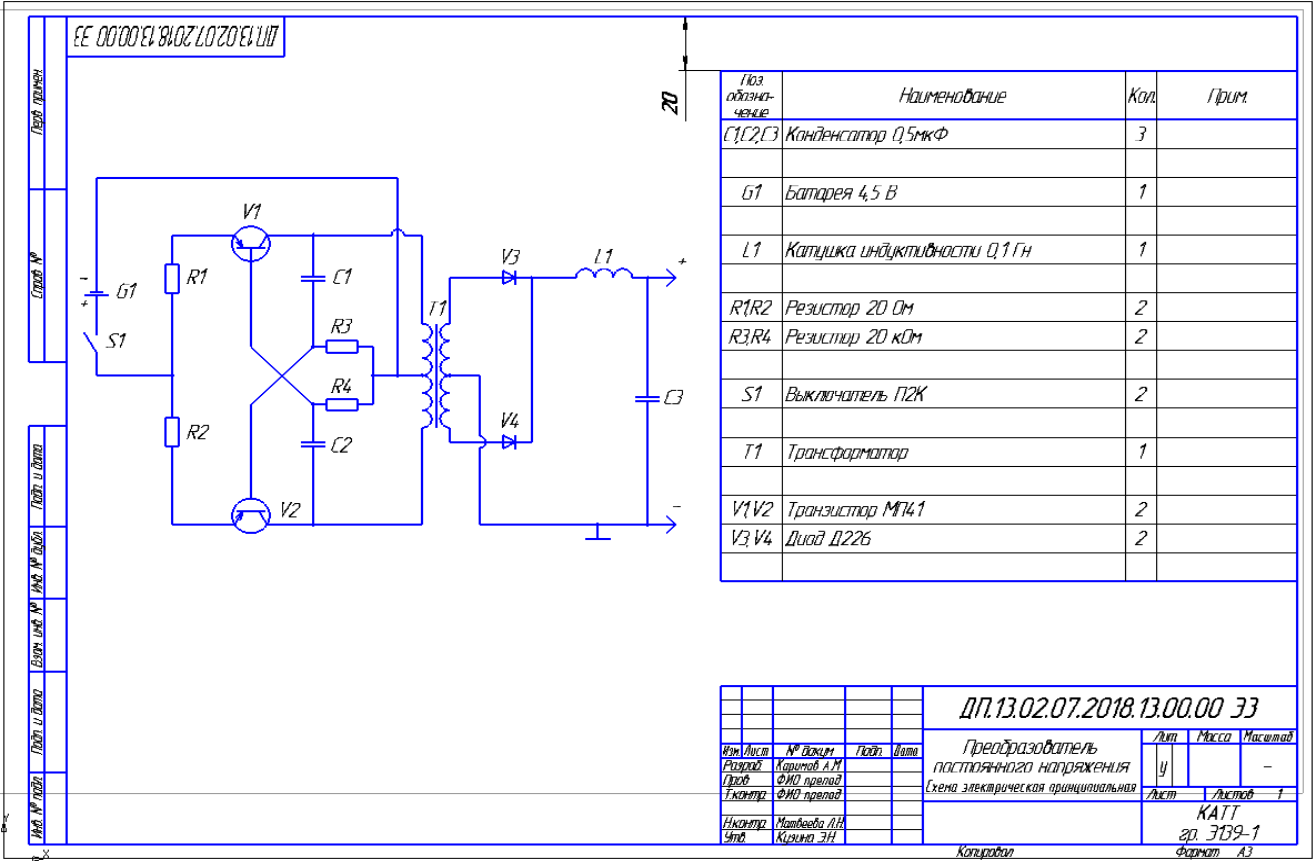 ДП.13.02.07.2018.13.00.00 ЭЗ
Перв. примен.
Справ. №
Подп. и дата
Инв. № дубл.
Взам. инв. №
Подп. и дата
Инв. № подл.
20
Поз. обозна-чение Наименование Кол. Прим.
С1,С2,С3 Конденсатор 0,5мкФ 3
G1 Батарея 4,5 В 1
L1 Катушка индуктивности 0,1 Гн 1
R1,R2 Резистор 20 Ом 2
R3,R4 Резистор 20 кОм 2
S1 Выключатель П2К 2
T1 Трансформатор 1
V1,V2 Транзистор МП41 2
V3,V4 Диод Д226 2
V1
R1
C1
-
G1
+
S1
R3
T1
V3
L1
+
R4
R2
C2
V4
C3
V2
-
ДП.13.02.07.2018.13.00.00 ЭЗ
Изм. Лист № докум. Подп. Дата
Разраб. Каримов А.М
Пров. ФИО препод
Т.контр. ФИО препод
Н.контр. Матвеева Л.Н.
Утв. Кузина Э.Н.
Преобразователь
постоянного напряжения
Схема электрическая принципиальная
Лит. Масса Масштаб
у –
Лист Листов 1
КАТТ
гр. Э139-1
Копировал Формат А3
Y
X